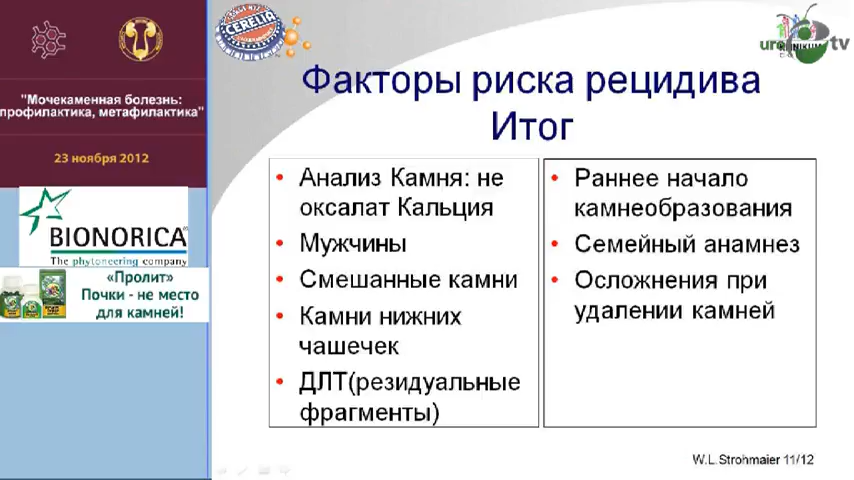 "Мочекаменная болезнь:
профилактика, метафилактика"
23 ноября 2012
BIONORICA
The phytoneering company
«Пролит»
Почки - не место
для камней!
CERELIA
uro tv
KLINIKUM
Факторы риска рецидива
Итог
• Анализ Камня: не
оксалат Кальция
• Мужчины
• Смешанные камни
• Камни нижних
чашечек
• ДЛТ(резидуальные
фрагменты)
• Раннее начало
камнеобразования
• Семейный анамнез
• Осложнения при
удалении камней
W.L.Strohmaier 11/12